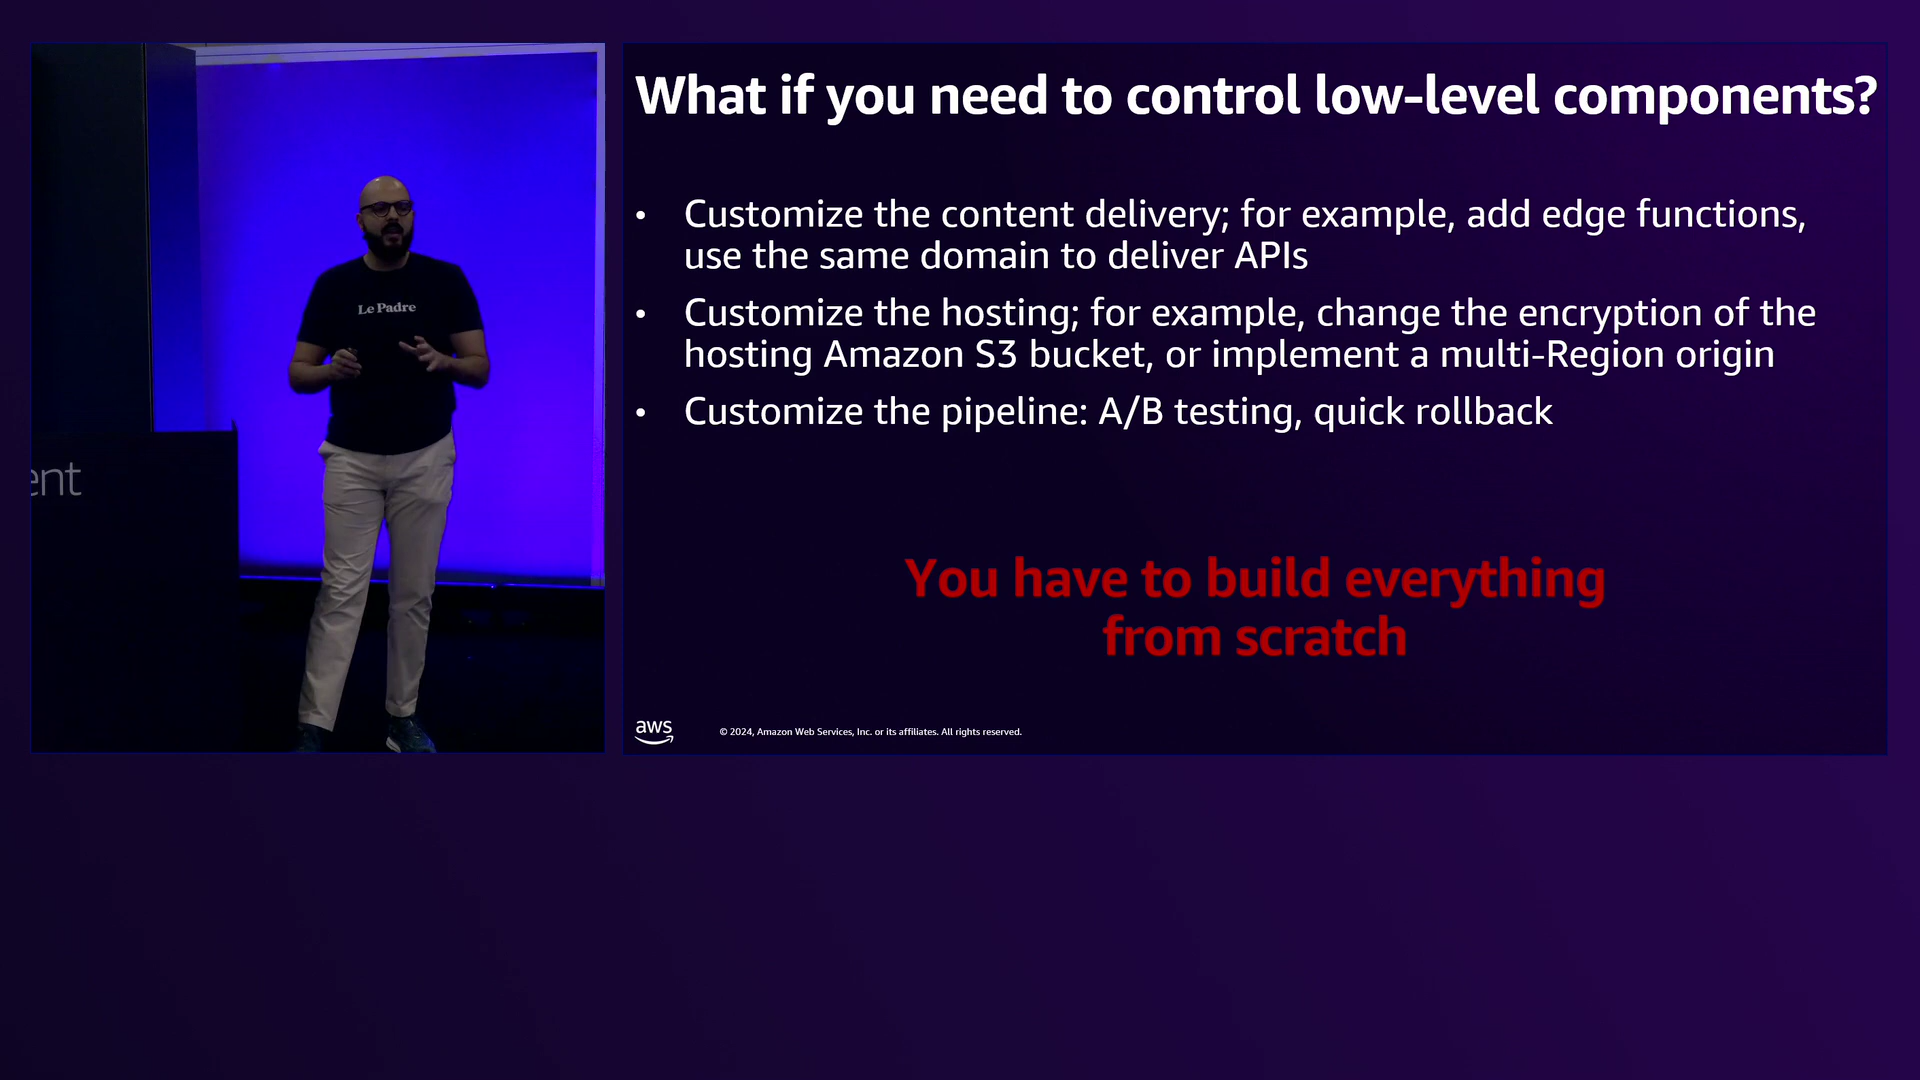 What if you need to control low-level components?
• Customize the content delivery; for example, add edge functions,
use the same domain to deliver APIs
• Customize the hosting; for example, change the encryption of the
hosting Amazon S3 bucket, or implement a multi-Region origin
• Customize the pipeline: A/B testing, quick rollback
You have to build everything
from scratch
aws
© 2024, Amazon Web Services, Inc. or its affiliates. All rights reserved.
Le Padre
ent